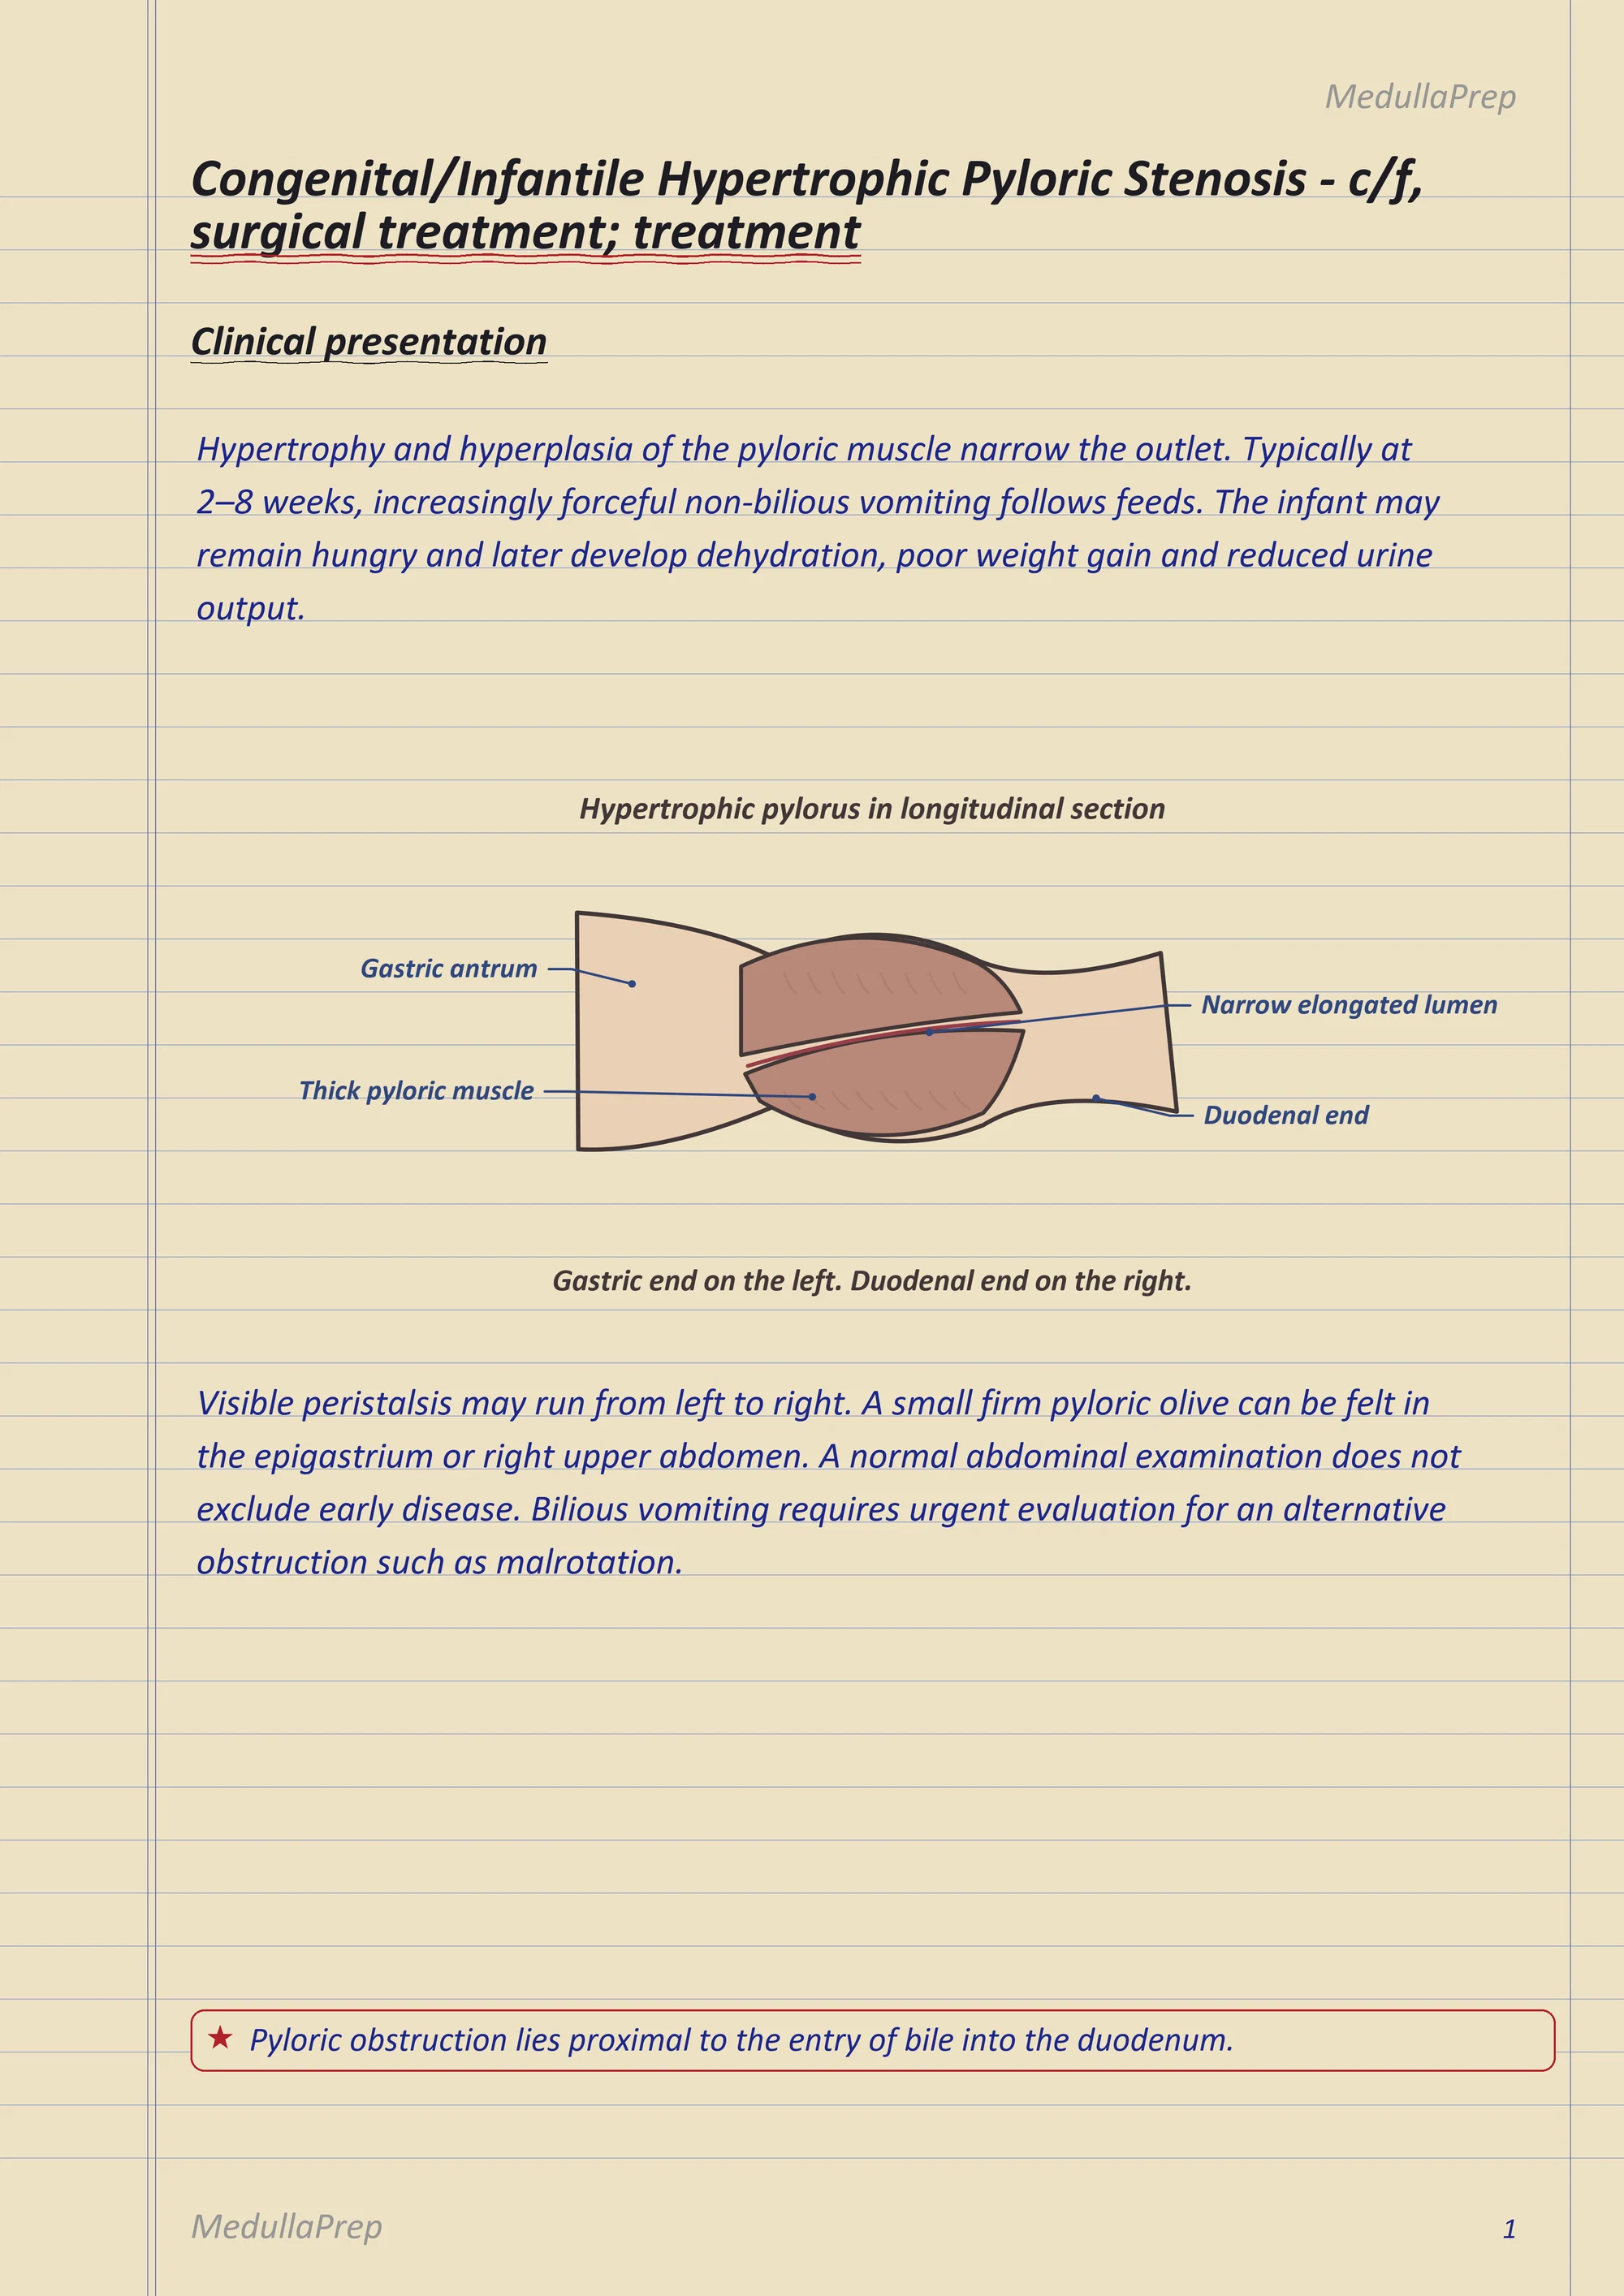 MedullaPrep
Congenital/Infantile Hypertrophic Pyloric Stenosis - c/f,
surgical treatment; treatment
Clinical presentation
Hypertrophy and hyperplasia of the pyloric muscle narrow the outlet. Typically at
2–8 weeks, increasingly forceful non-bilious vomiting follows feeds. The infant may
remain hungry and later develop dehydration, poor weight gain and reduced urine
output.
Hypertrophic pylorus in longitudinal section
Gastric antrum
Narrow elongated lumen
Thick pyloric muscle
Duodenal end
Gastric end on the left. Duodenal end on the right.
Visible peristalsis may run from left to right. A small firm pyloric olive can be felt in
the epigastrium or right upper abdomen. A normal abdominal examination does not
exclude early disease. Bilious vomiting requires urgent evaluation for an alternative
obstruction such as malrotation.
★ Pyloric obstruction lies proximal to the entry of bile into the duodenum.
MedullaPrep
1